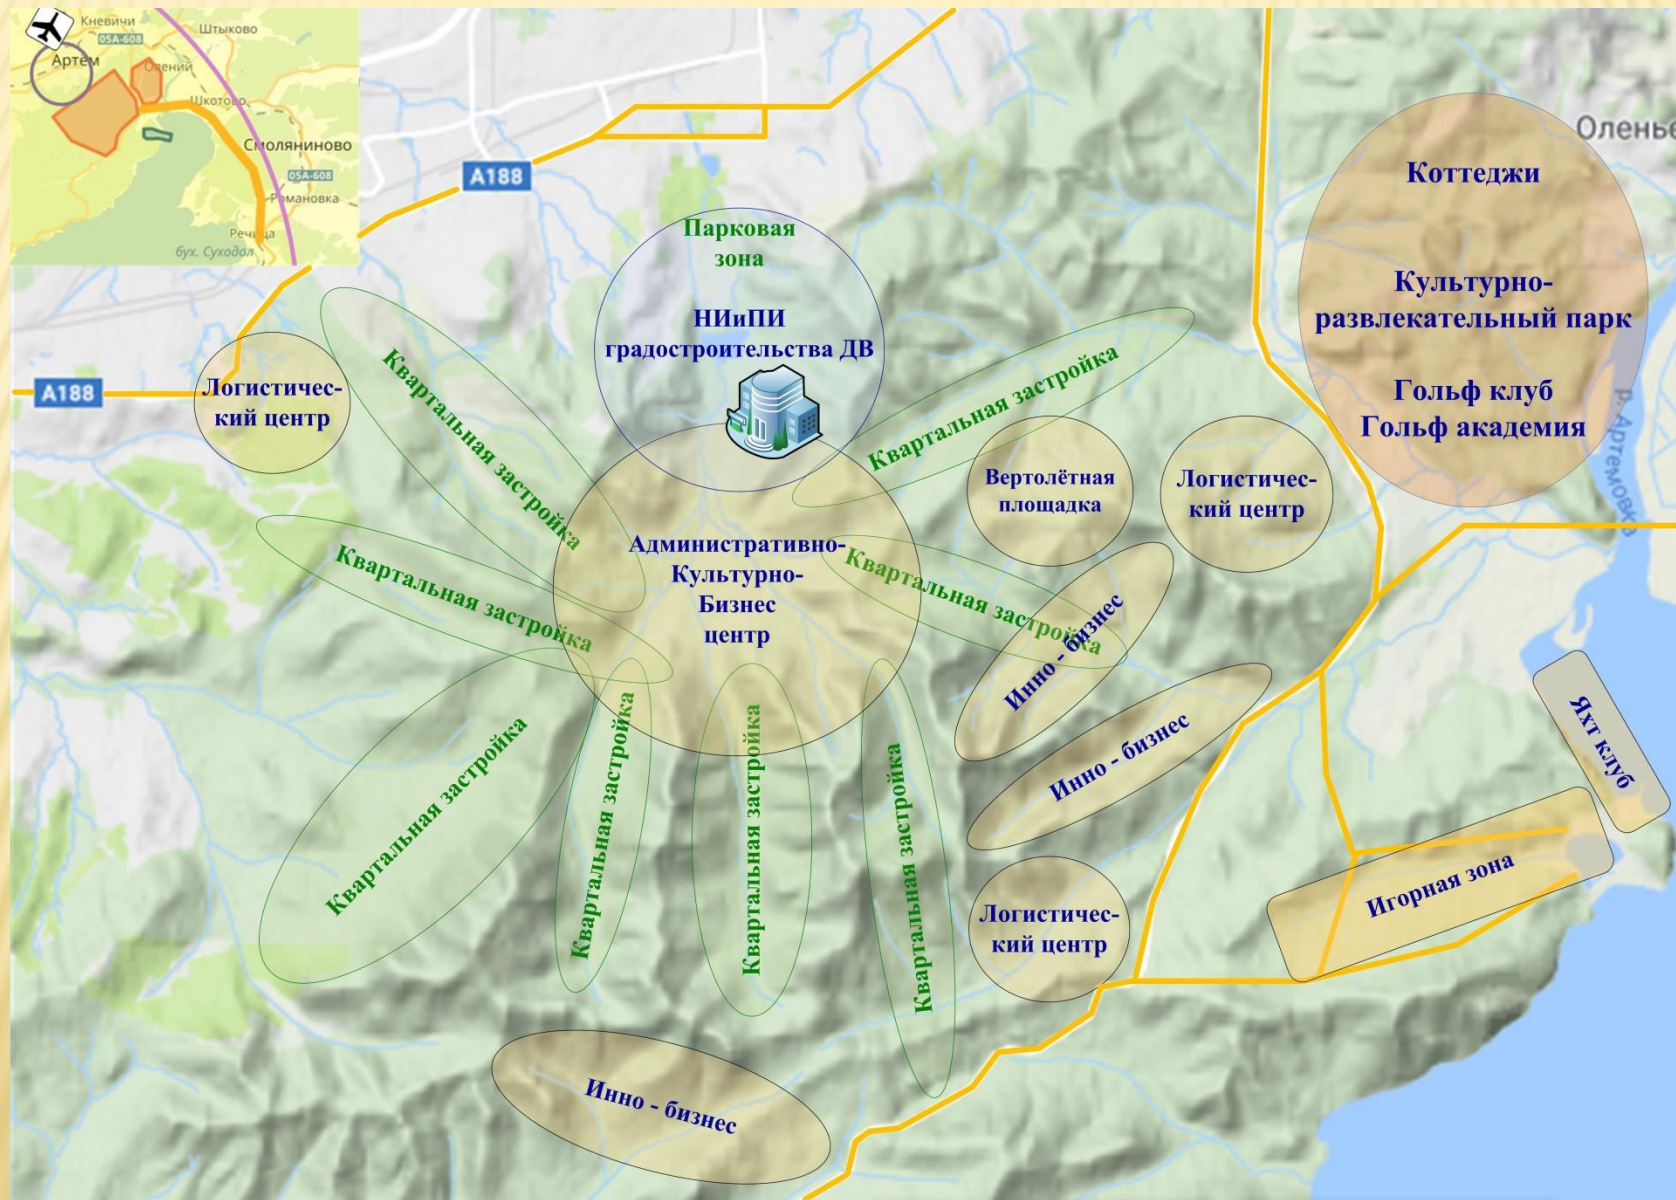 Кневичи
Штыково
05А-608
Артём
Олений
Шкотово
Смоляниново
05А-608
Романовка
Речица
бух. Суходол
А188
А188
Оленье
Коттеджи
Культурно-
развлекательный парк
Гольф клуб
Гольф академия
р. Артемовка
Парковая
зона
НИиПИ
градостроительства ДВ
Логистичес-
кий центр
Квартальная застройка
Квартальная застройка
Вертолётная
площадка
Логистичес-
кий центр
Административно-
Культурно-
Бизнес
центр
Квартальная застройка
Квартальная застройка
Инно - бизнес
Инно - бизнес
Яхт клуб
Квартальная застройка
Квартальная застройка
Квартальная застройка
Квартальная застройка
Игорная зона
Логистичес-
кий центр
Инно - бизнес